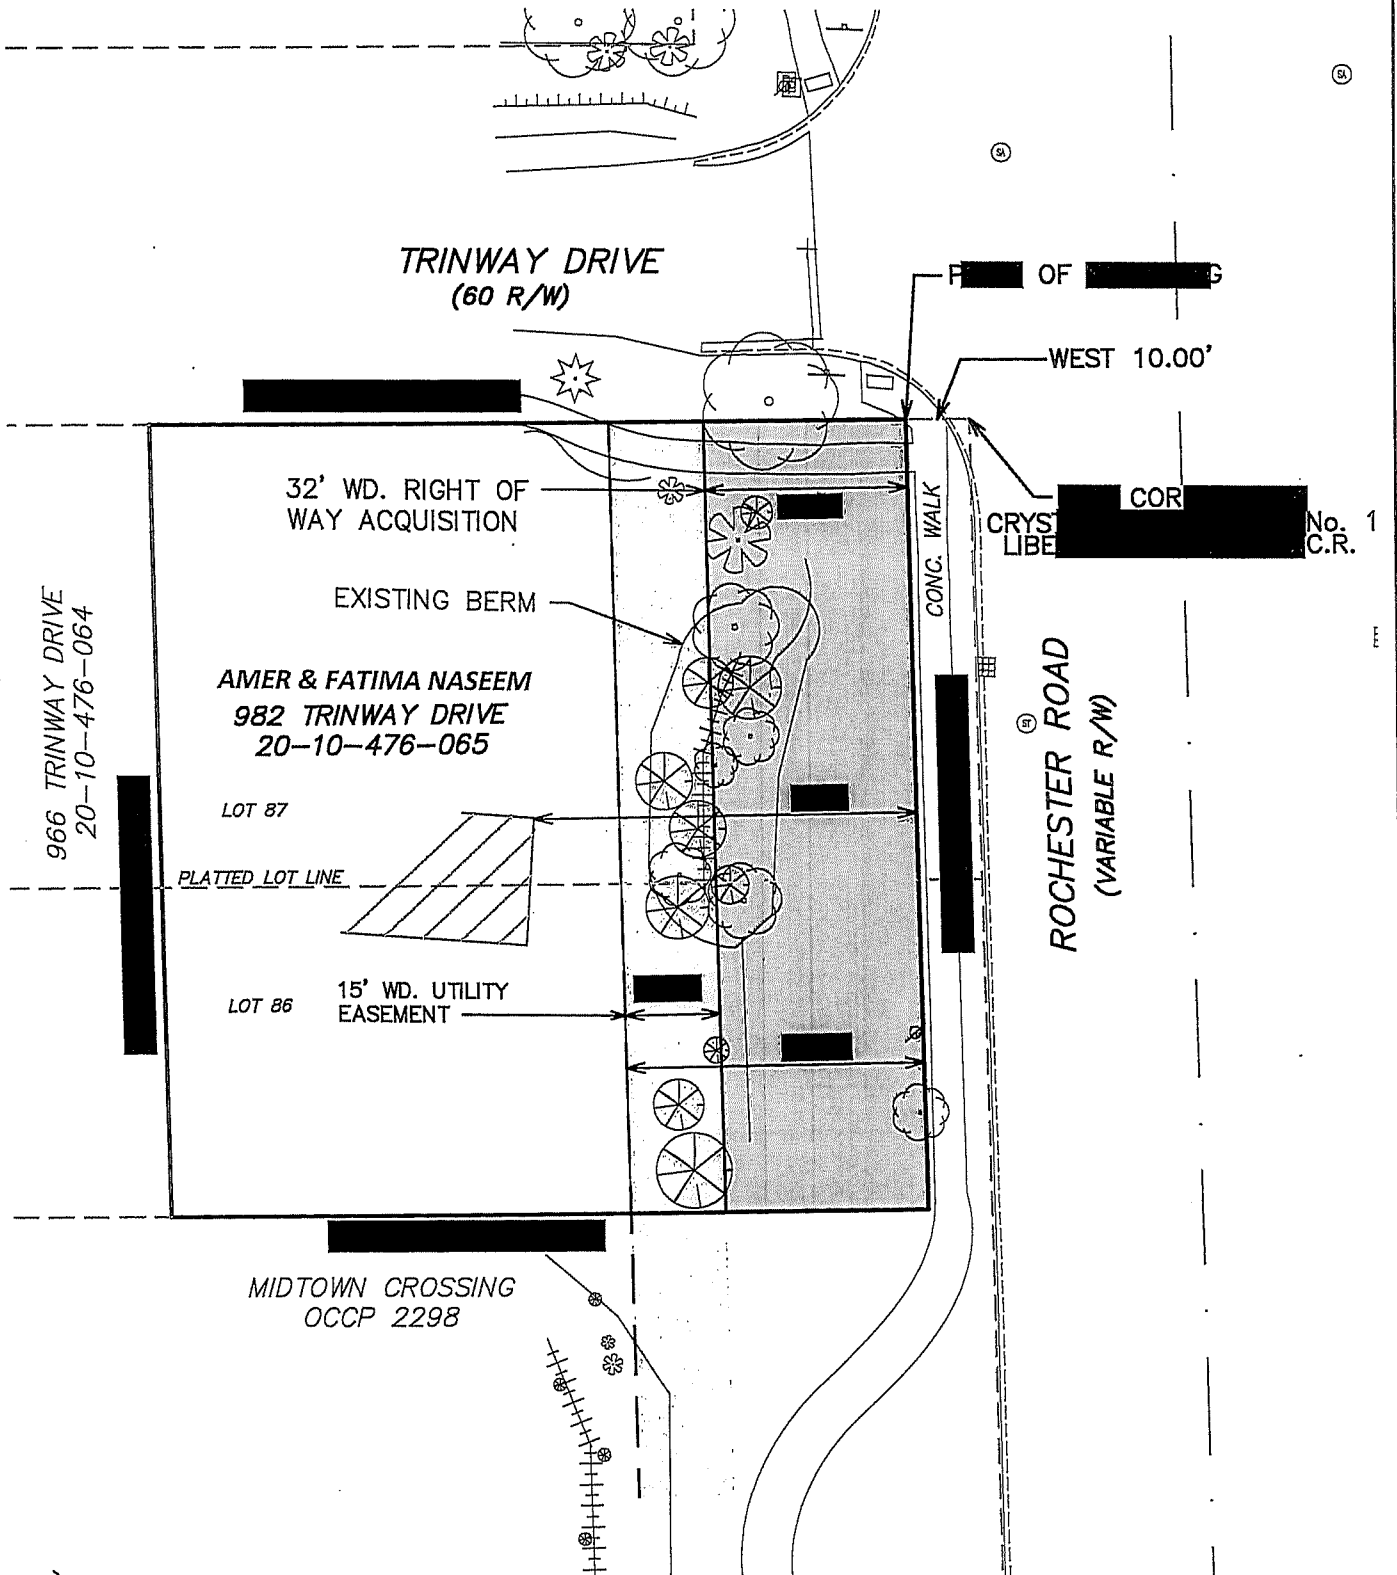 TRINWAY DRIVE
(60 R/W)
OF
WEST 10.00'
32' WD. RIGHT OF
WAY ACQUISITION
COR
CRYST No. 1
LIBE C.R.
CONC. WALK
EXISTING BERM
966 TRINWAY DRIVE
20-10-476-064
AMER & FATIMA NASEEM
982 TRINWAY DRIVE
20-10-476-065
ROCHESTER ROAD
(VARIABLE R/W)
LOT 87
PLATTED LOT LINE
LOT 86
15' WD. UTILITY
EASEMENT
MIDTOWN CROSSING
OCCP 2298
SA
SA
ST